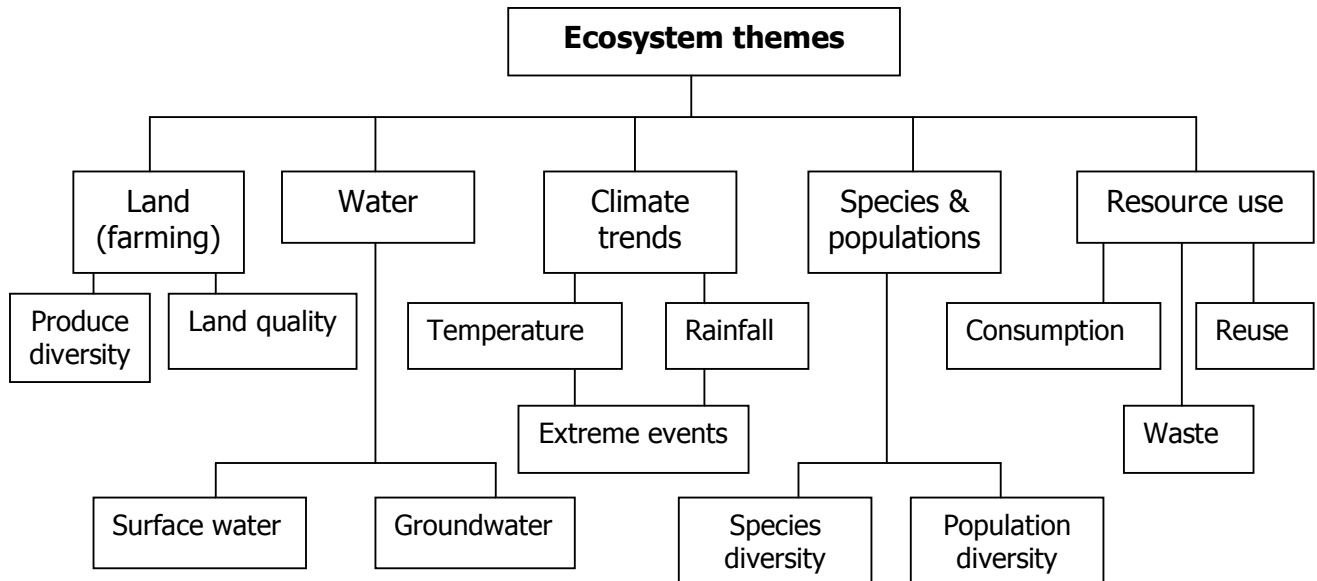 Ecosystem themes
Land
(farming)
Water
Climate
trends
Species &
populations
Resource use
Produce
diversity
Land quality
Temperature
Rainfall
Consumption
Reuse
Extreme events
Waste
Surface water
Groundwater
Species
diversity
Population
diversity